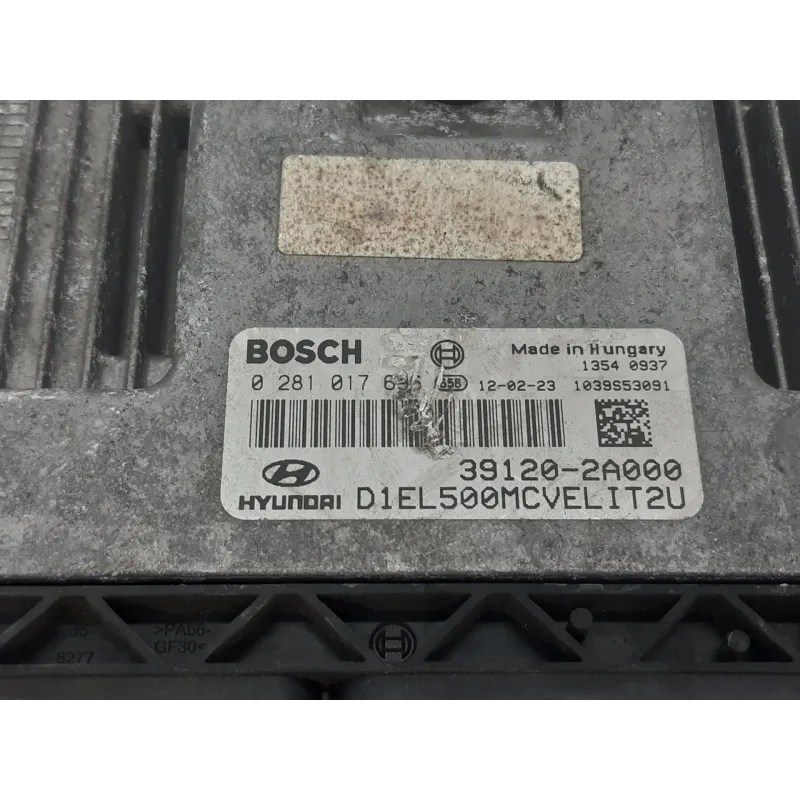 BOSCH
Made in Hungary
1354 0937
0 281 017 12-02-23 1039S53091
39120-2A000
HYUNDAI D1EL500MCVELIT2U
>PA66-
GF30<
8277